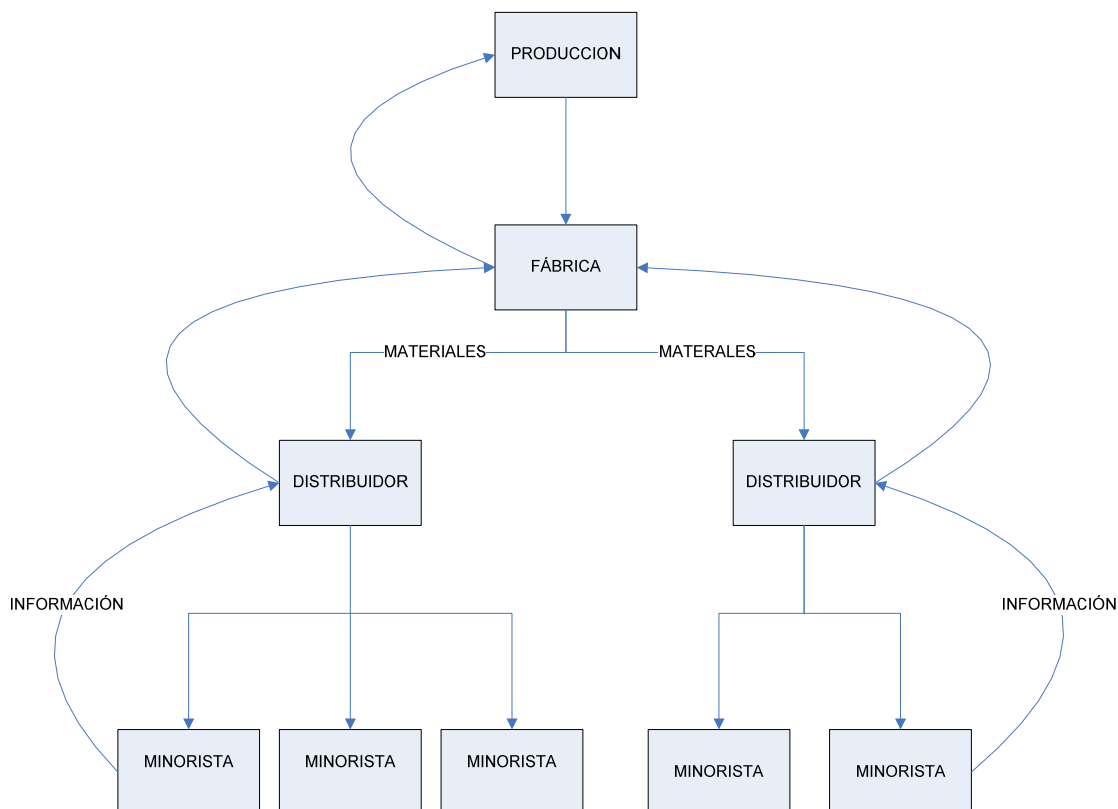 PRODUCCION
FÁBRICA
MATERIALES
MATERALES
DISTRIBUIDOR
DISTRIBUIDOR
INFORMACIÓN
INFORMACIÓN
MINORISTA
MINORISTA
MINORISTA
MINORISTA
MINORISTA